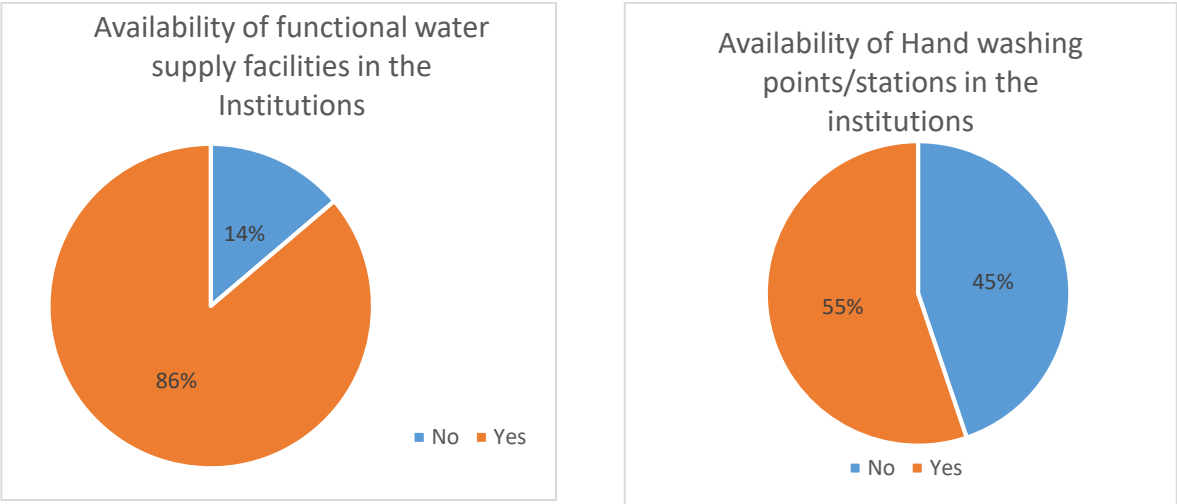 Availability of functional water
supply facilities in the
Institutions
14%
86%
No Yes
Availability of Hand washing
points/stations in the
institutions
45%
55%
No Yes